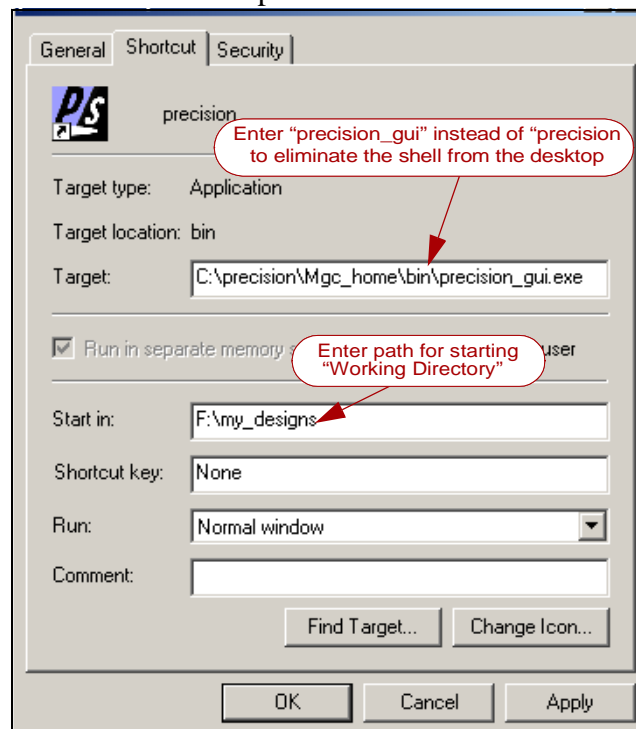 General Shortcut Security
P/S
precision
Enter “precision_gui” instead of “precision
to eliminate the shell from the desktop
Target type: Application
Target location: bin
Target: C:\precision\Mgc_home\bin\precision_gui.exe
Run in separate memory s user
Enter path for starting
“Working Directory”
Start in: F:\my_designs
Shortcut key: None
Run: Normal window
Comment:
Find Target... Change Icon...
OK Cancel Apply